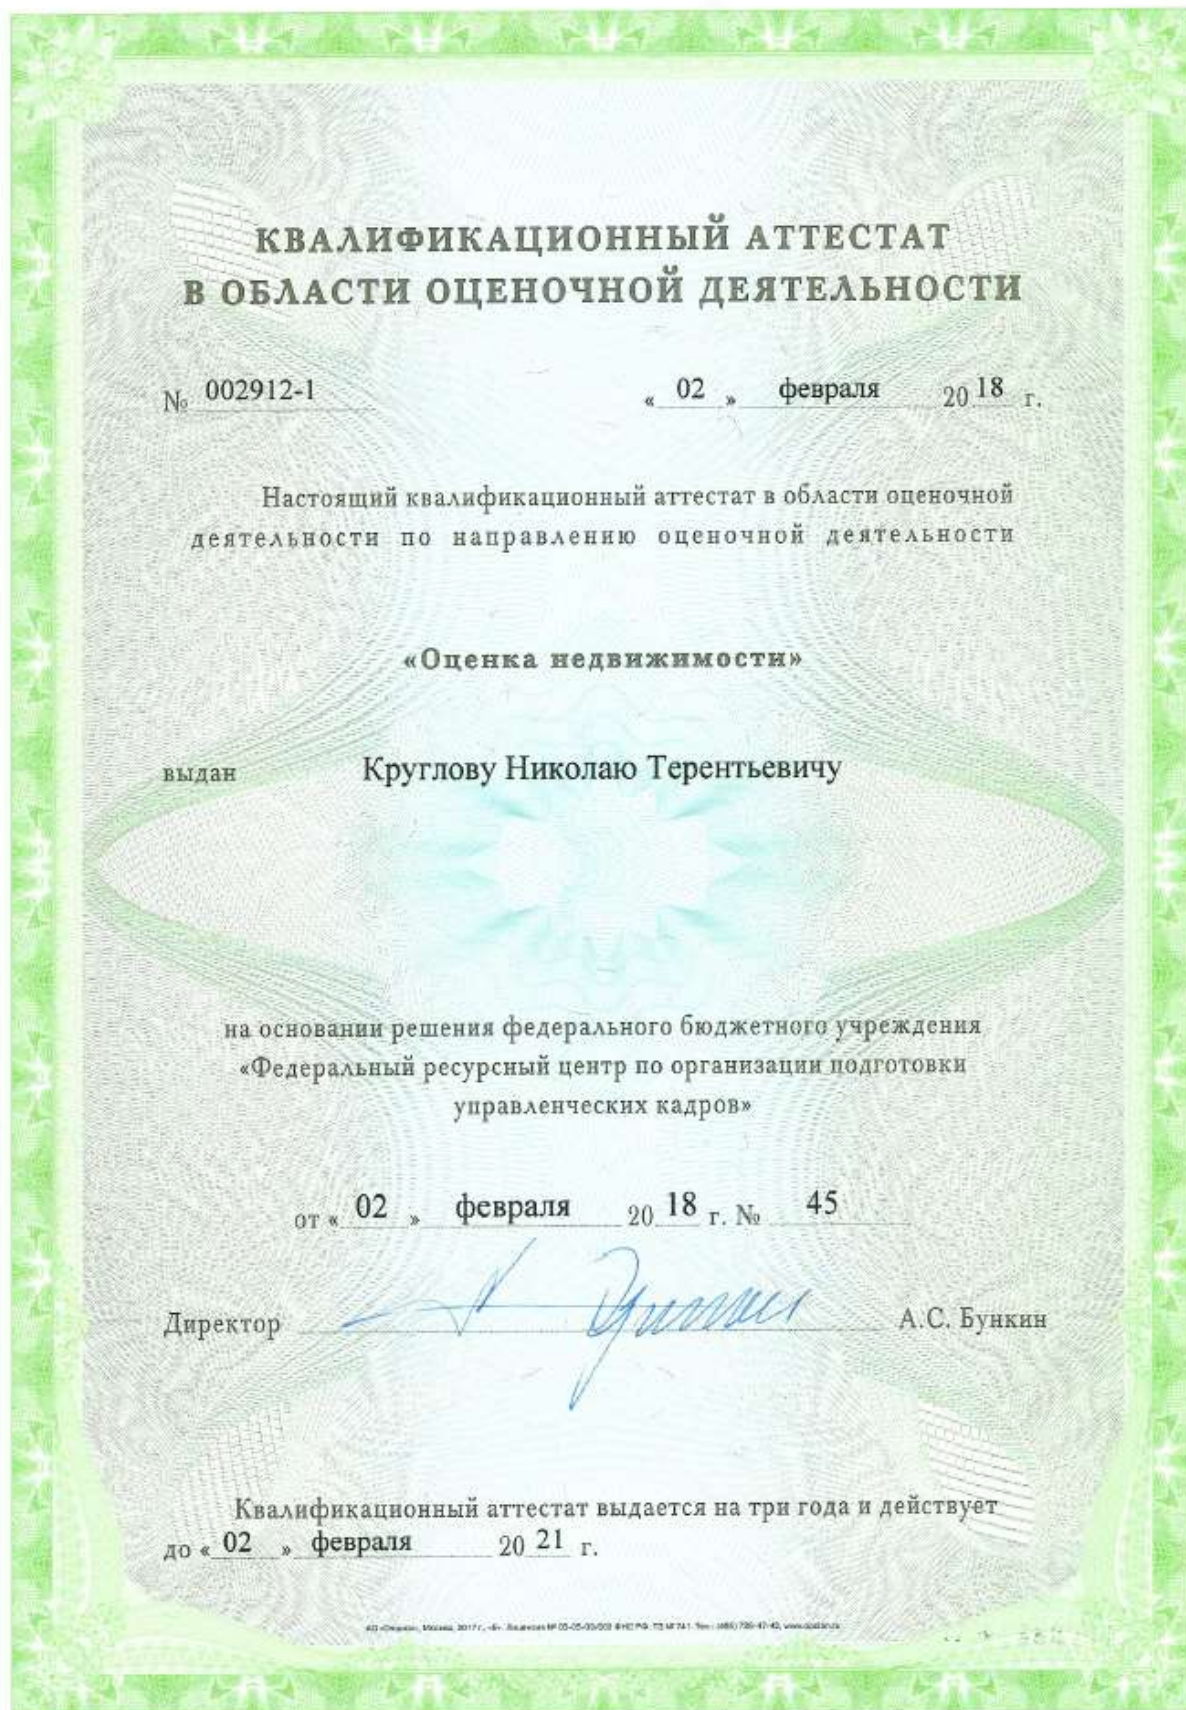 КВАЛИФИКАЦИОННЫЙ АТТЕСТАТ
В ОБЛАСТИ ОЦЕНОЧНОЙ ДЕЯТЕЛЬНОСТИ
№ 002912-1 « 02 » февраля 20 18 г.
Настоящий квалификационный аттестат в области оценочной
деятельности по направлению оценочной деятельности
«Оценка недвижимости»
выдан Круглову Николаю Терентьевичу
на основании решения федерального бюджетного учреждения
«Федеральный ресурсный центр по организации подготовки
управленческих кадров»
от « 02 » февраля 20 18 г. № 45
Директор А.С. Бункин
Квалификационный аттестат выдается на три года и действует
до « 02 » февраля 20 21 г.
Москва, 2017 г.